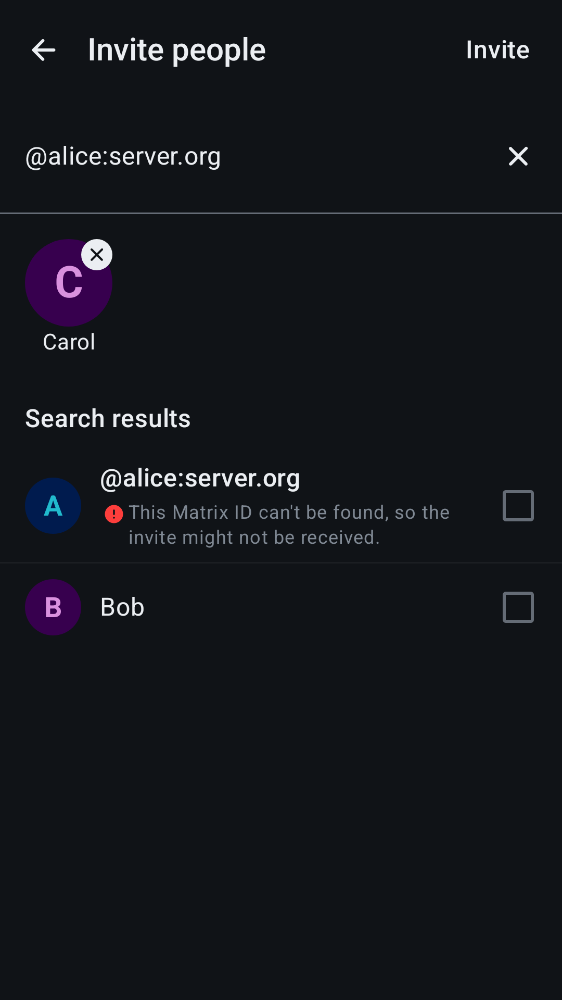 Invite people
Invite
@alice:server.org
C
Carol
Search results
A
@alice:server.org
This Matrix ID can't be found, so the
invite might not be received.
B
Bob